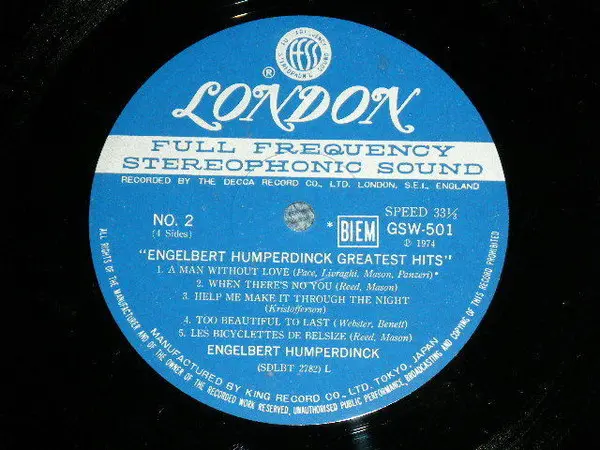 FULL FREQUENCY STEREOPHONIC SOUND
ffss
® LONDON
FULL FREQUENCY
STEREOPHONIC SOUND
RECORDED BY THE DECCA RECORD CO., LTD. LONDON. S.E.I., ENGLAND
NO. 2
(4 Sides)
* BIEM
SPEED 33⅓
GSW-501
Ⓟ 1974
"ENGELBERT HUMPERDINCK GREATEST HITS"
1. A MAN WITHOUT LOVE (Pace, Livraghi, Mason, Panzeri)*
2. WHEN THERE'S NO YOU (Reed, Mason)
3. HELP ME MAKE IT THROUGH THE NIGHT
(Kristofferson)
4. TOO BEAUTIFUL TO LAST (Webster, Benett)
5. LES BICYCLETTES DE BELSIZE (Reed, Mason)
ENGELBERT HUMPERDINCK
(SDLBT 2782) L
MANUFACTURED BY KING RECORD CO., LTD. TOKYO, JAPAN
ALL RIGHTS OF THE MANUFACTURER AND OF THE OWNER OF THE RECORDED WORK RESERVED. UNAUTHORISED PUBLIC PERFORMANCE, BROADCASTING AND COPYING OF THIS RECORD PROHIBITED